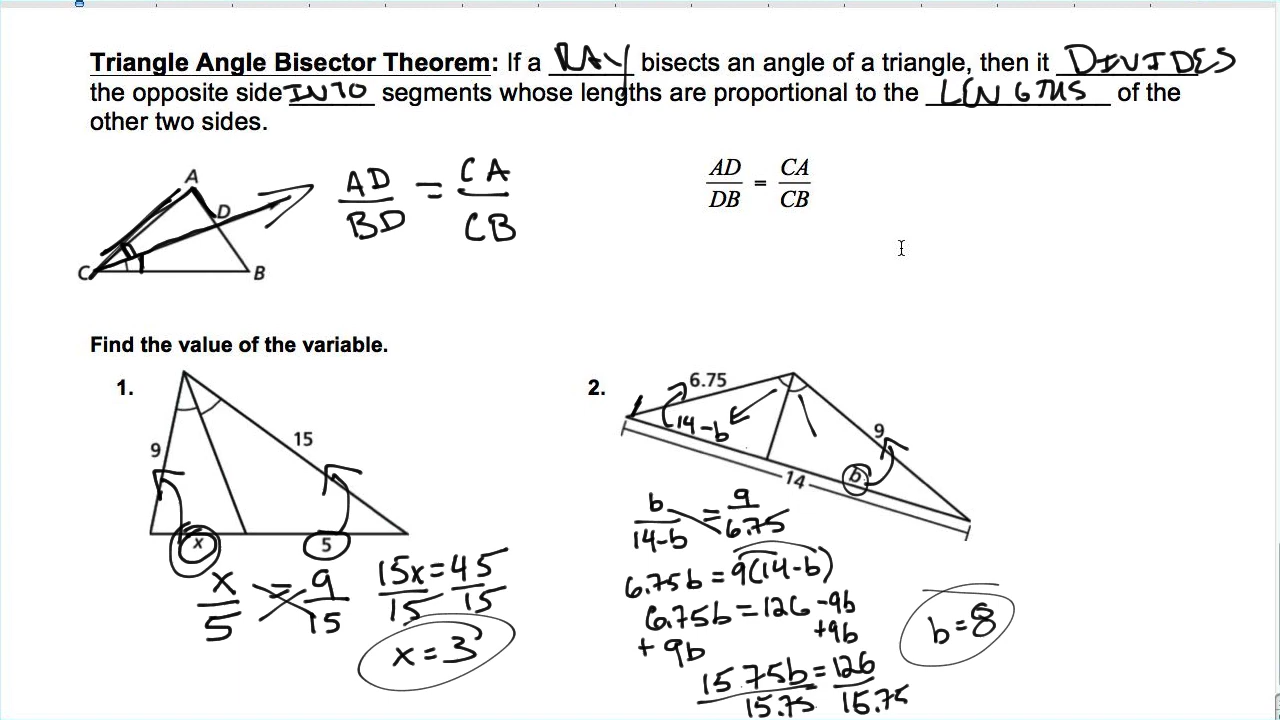 Triangle Angle Bisector Theorem: If a RAY bisects an angle of a triangle, then it DIVIDES
the opposite side INTO segments whose lengths are proportional to the LENGTHS of the
other two sides.
A
D
C
B
AD/BD = CA/CB
AD/DB = CA/CB
Find the value of the variable.
1.
9
15
x
5
x/5 = 9/15
15x=45
15 15
x=3
2.
6.75
14-b
9
14
b
b/14-b = 9/6.75
6.75b=9(14-b)
6.75b=126-9b
+9b +9b
15.75b=126
15.75 15.75
b=8